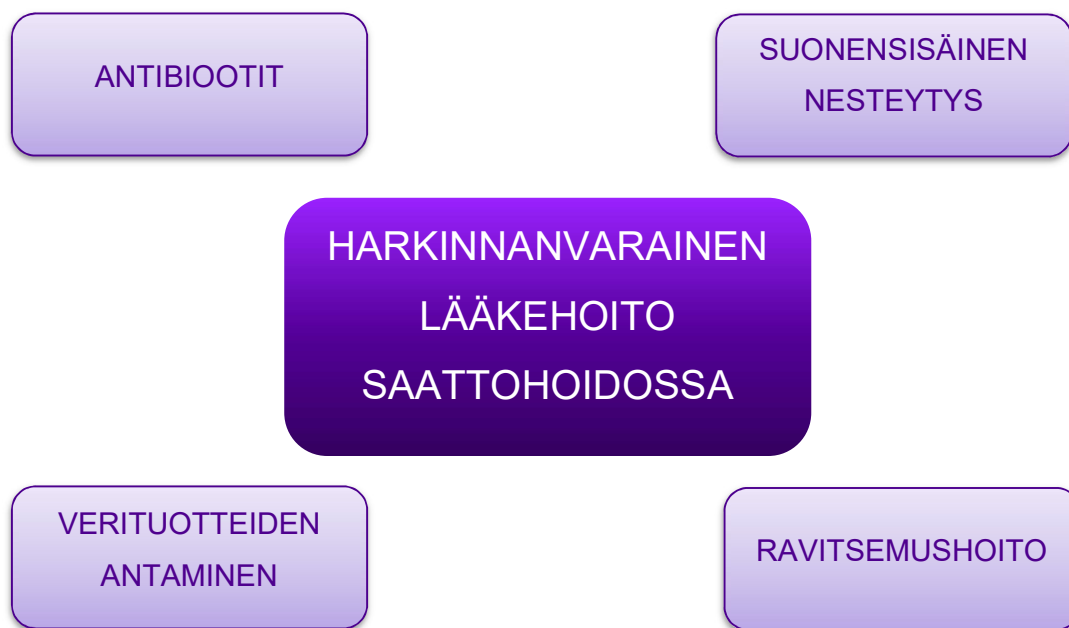 ANTIBIOOTIT
SUONENSISÄINEN
NESTEYTYS
HARKINNANVARAINEN
LÄÄKEHOITO
SAATTOHOIDOSSA
VERITUOTTEIDEN
ANTAMINEN
RAVITSEMUSHOITO